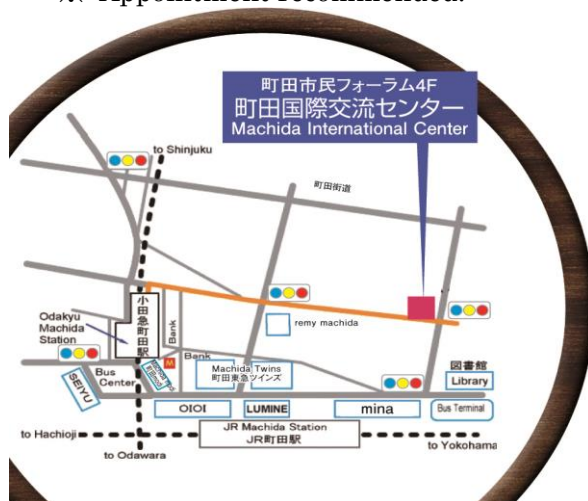 Appointment recommended.
町田市民フォーラム4F
町田国際交流センター
Machida International Center
to Shinjuku
町田街道
Odakyu
Machida
Station
小田急町田駅
Bank
remy machida
Bank
M
Machida Twins
町田東急ツインズ
図書館
Library
Bus
Center
SEIYU
OIOI
LUMINE
mina
Bus Terminal
JR Machida Station
JR町田駅
to Hachioji
to Odawara
to Yokohama